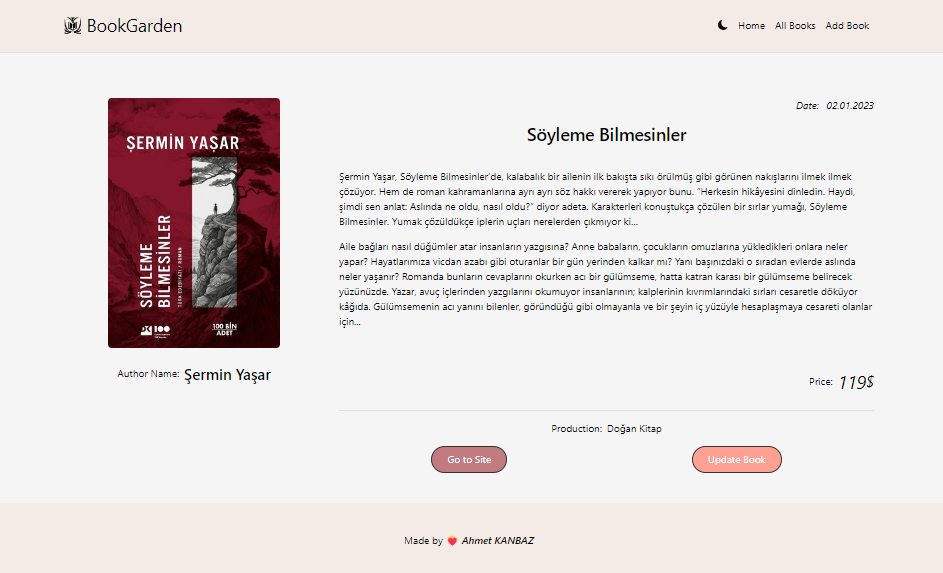 BookGarden
Home All Books Add Book
Date: 02.01.2023
ŞERMİN YAŞAR
SÖYLEME
BİLMESİNLER
TÜRK EDEBİYATI / ROMAN
DK 100
100 BİN
ADET
Author Name: Şermin Yaşar
Söyleme Bilmesinler
Şermin Yaşar, Söyleme Bilmesinler’de, kalabalık bir ailenin ilk bakışta sıkı örülmüş gibi görünen nakışlarını ilmek ilmek
çözüyor. Hem de roman kahramanlarına ayrı ayrı söz hakkı vererek yapıyor bunu. “Herkesin hikâyesini dinledin. Haydi,
şimdi sen anlat: Aslında ne oldu, nasıl oldu?” diyor adeta. Karakterleri konuştukça çözülen bir sırlar yumağı, Söyleme
Bilmesinler. Yumak çözüldükçe iplerin uçları nerelerden çıkmıyor ki...
Aile bağları nasıl düğümler atar insanların yazgısına? Anne babaların, çocukların omuzlarına yükledikleri onlara neler
yapar? Hayatlarımıza vicdan azabı gibi oturanlar bir gün yerinden kalkar mı? Yanı başınızdaki o sıradan evlerde aslında
neler yaşanır? Romanda bunların cevaplarını okurken acı bir gülümseme, hatta katran karası bir gülümseme belirecek
yüzünüzde. Yazar, avuç içlerinden yazgılarını okumuyor insanlarının; kalplerinin kıvrımlarındaki sırları cesaretle döküyor
kâğıda. Gülümsemenin acı yanını bilenler, göründüğü gibi olmayanla ve bir şeyin iç yüzüyle hesaplaşmaya cesareti olanlar
için...
Price: 119$
Production: Doğan Kitap
Go to Site
Update Book
Made by ❤️ Ahmet KANBAZ